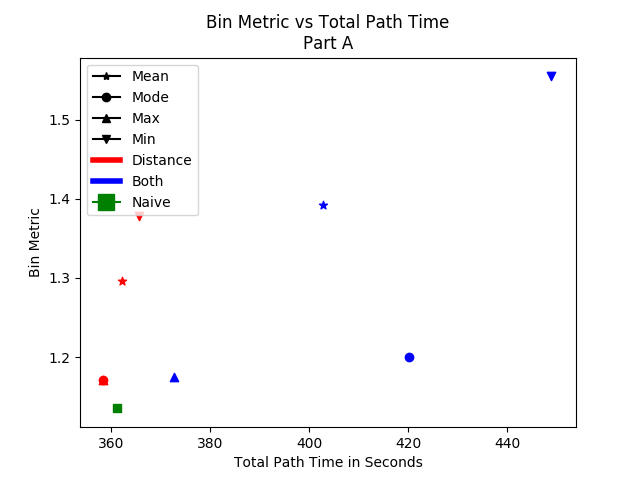 Bin Metric vs Total Path Time
Part A
Mean
Mode
Max
Min
Distance
Both
Naive
1.5
1.4
1.3
1.2
Bin Metric
360 380 400 420 440
Total Path Time in Seconds